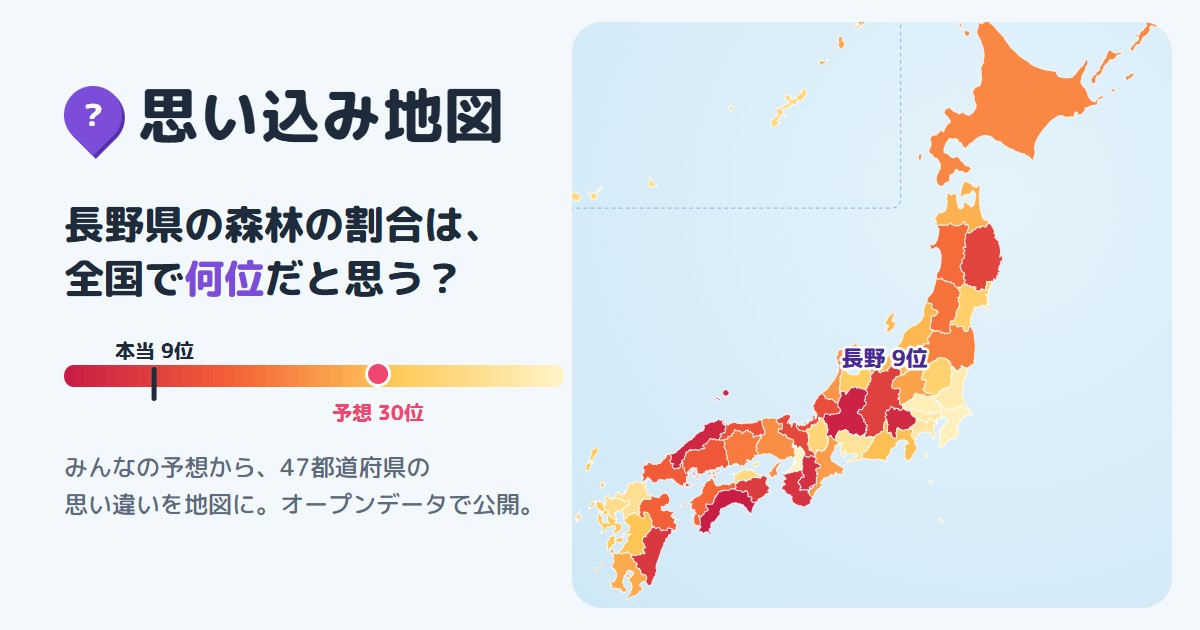 ?
思い込み地図
長野県の森林の割合は、
全国で何位だと思う？
本当 9位
予想 30位
みんなの予想から、47都道府県の
思い違いを地図に。オープンデータで公開。
長野 9位